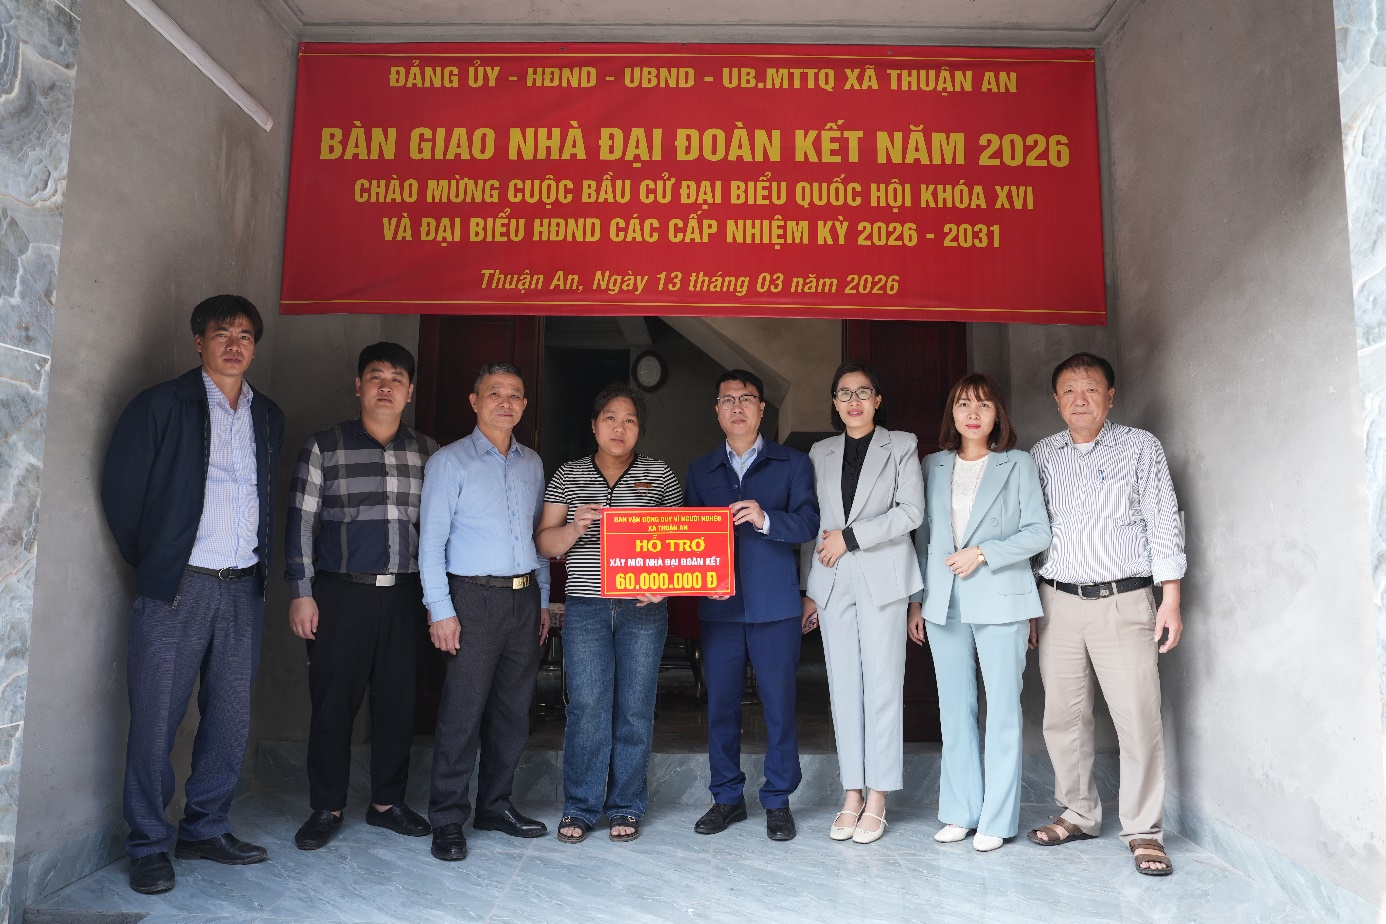 ĐẢNG ỦY - HĐND - UBND - UB.MTTQ XÃ THUẬN AN
BÀN GIAO NHÀ ĐẠI ĐOÀN KẾT NĂM 2026
CHÀO MỪNG CUỘC BẦU CỬ ĐẠI BIỂU QUỐC HỘI KHÓA XVI
VÀ ĐẠI BIỂU HĐND CÁC CẤP NHIỆM KỲ 2026 - 2031
Thuận An, Ngày 13 tháng 03 năm 2026
BAN VẬN ĐỘNG QUỸ VÌ NGƯỜI NGHÈO
XÃ THUẬN AN
HỖ TRỢ
XÂY MỚI NHÀ ĐẠI ĐOÀN KẾT
60.000.000 Đ